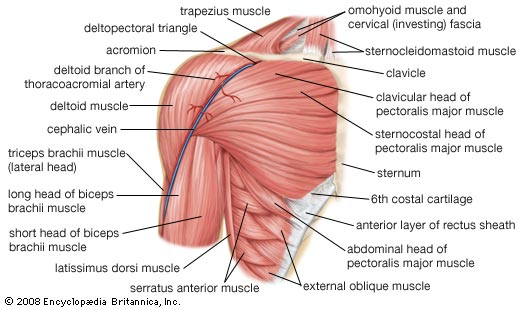 trapezius muscle
deltopectoral triangle
acromion
deltoid branch of
thoracoacromial artery
deltoid muscle
cephalic vein
triceps brachii muscle
(lateral head)
long head of biceps
brachii muscle
short head of biceps
brachii muscle
latissimus dorsi muscle
serratus anterior muscle
omohyoid muscle and
cervical (investing) fascia
sternocleidomastoid muscle
clavicle
clavicular head of
pectoralis major muscle
sternocostal head of
pectoralis major muscle
sternum
6th costal cartilage
anterior layer of rectus sheath
abdominal head of
pectoralis major muscle
external oblique muscle
© 2008 Encyclopædia Britannica, Inc.